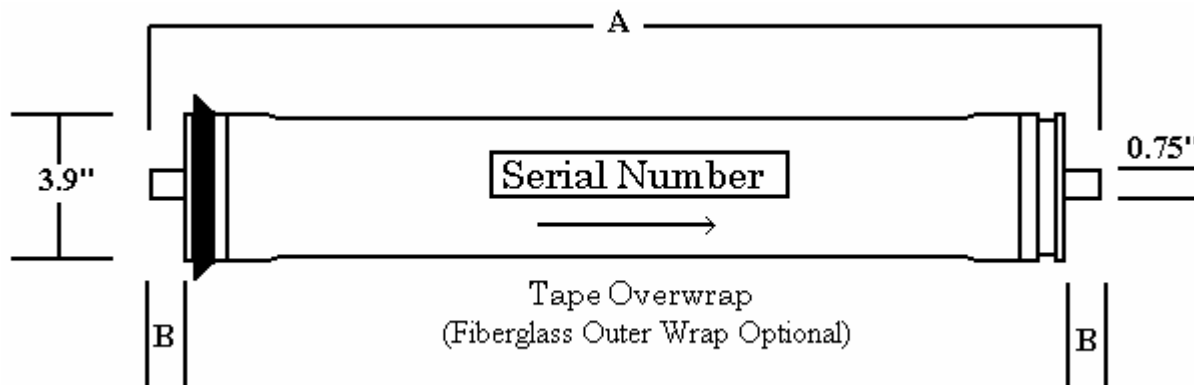 A
3.9"
0.75"
Serial Number
Tape Overwrap
(Fiberglass Outer Wrap Optional)
B
B